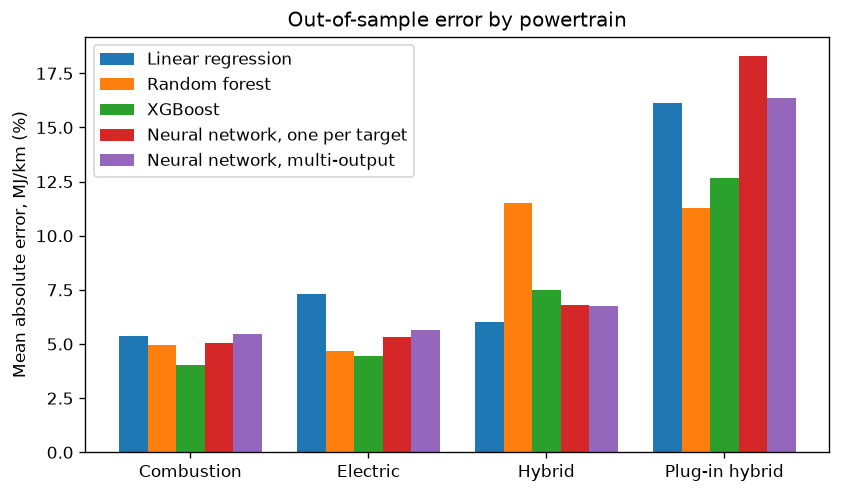 Out-of-sample error by powertrain
Linear regression
Random forest
XGBoost
Neural network, one per target
Neural network, multi-output
Mean absolute error, MJ/km (%)
17.5
15.0
12.5
10.0
7.5
5.0
2.5
0.0
Combustion
Electric
Hybrid
Plug-in hybrid